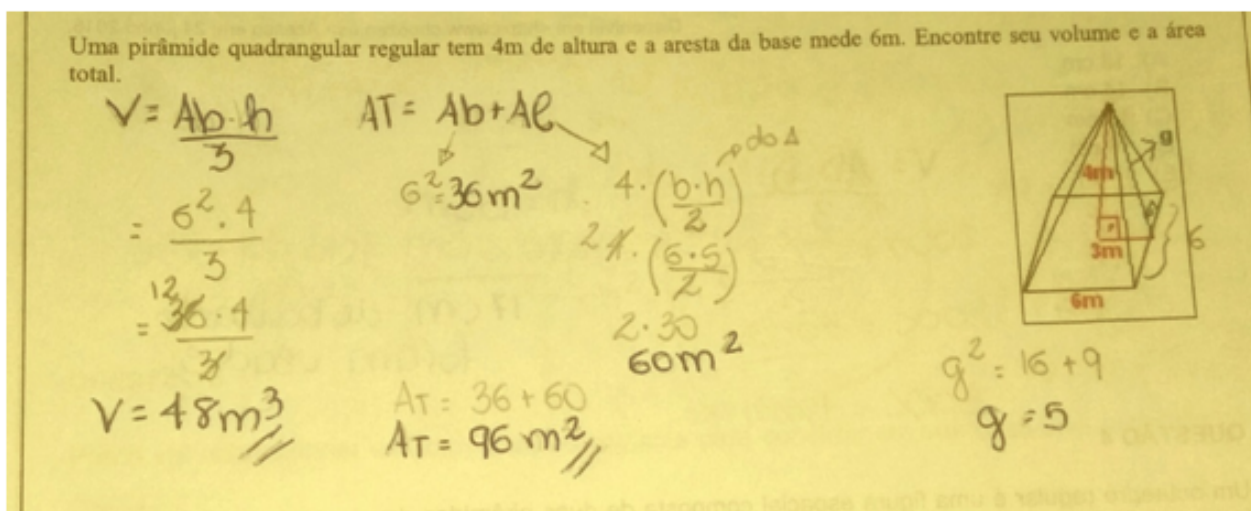 Uma pirâmide quadrangular regular tem 4m de altura e a aresta da base mede 6m. Encontre seu volume e a área
total.
V = Ab.h / 3
= 6² . 4 / 3
12
= 36.4 / 3
V = 48m³
AT = Ab + Al
6² = 36m²
do Δ
4 . (b.h / 2)
2 4 . (6.5 / 2)
2.30
60m²
AT = 36 + 60
AT = 96 m²
g
4m
3m
6
6m
g² = 16 + 9
g = 5
QUESTÃO 4